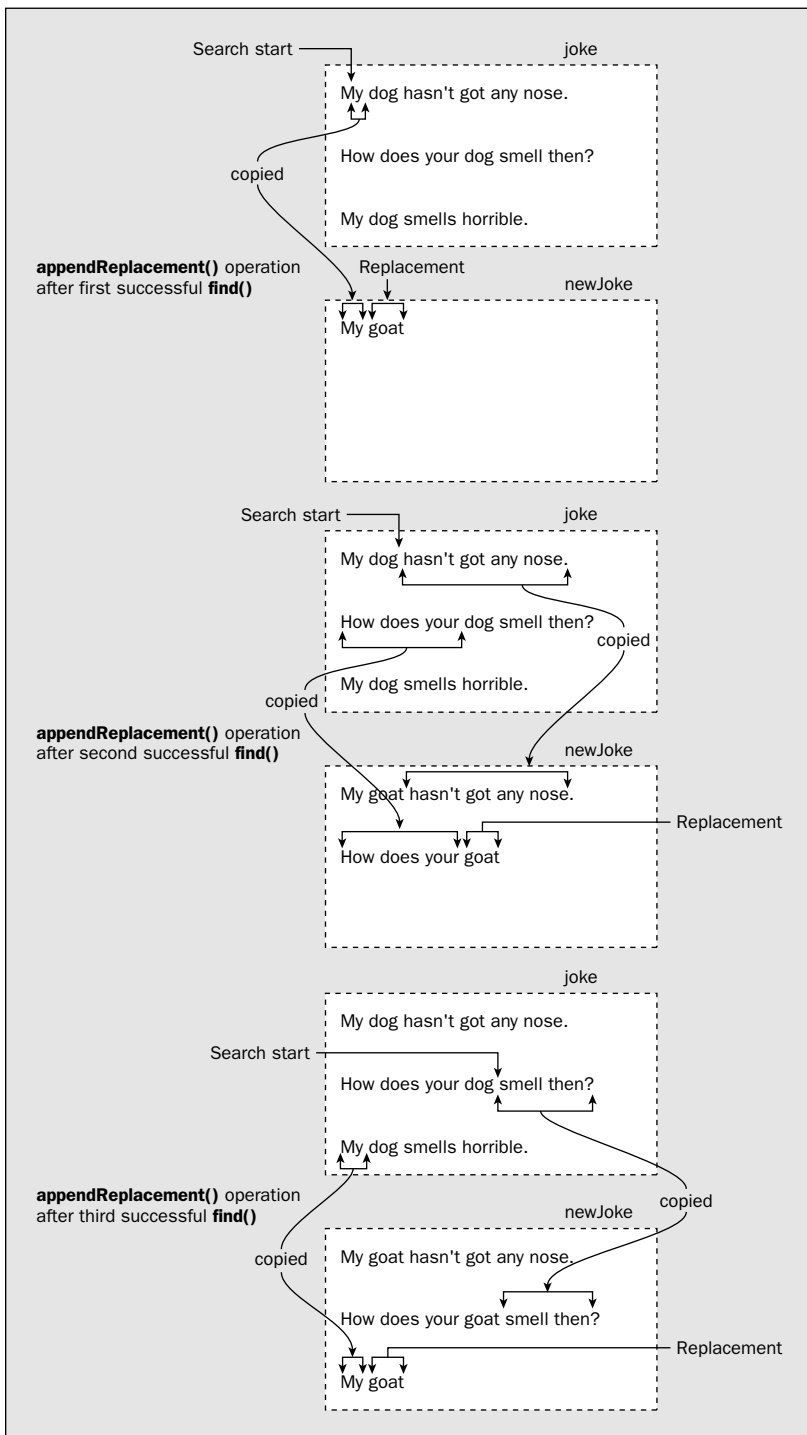 Search start
joke
My dog hasn't got any nose.
How does your dog smell then?
copied
My dog smells horrible.
appendReplacement() operation
after first successful find()
Replacement
newJoke
My goat
Search start
joke
My dog hasn't got any nose.
How does your dog smell then?
copied
My dog smells horrible.
copied
appendReplacement() operation
after second successful find()
newJoke
My goat hasn't got any nose.
Replacement
How does your goat
joke
My dog hasn't got any nose.
Search start
How does your dog smell then?
My dog smells horrible.
appendReplacement() operation
after third successful find()
copied
newJoke
copied
My goat hasn't got any nose.
How does your goat smell then?
Replacement
My goat